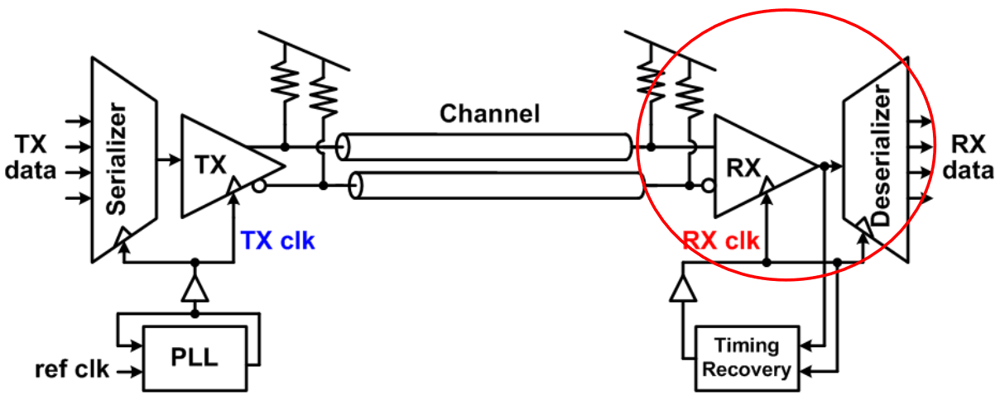 Channel
TX
data
Serializer
TX
TX clk
RX
RX clk
Deserializer
RX
data
ref clk
PLL
Timing
Recovery